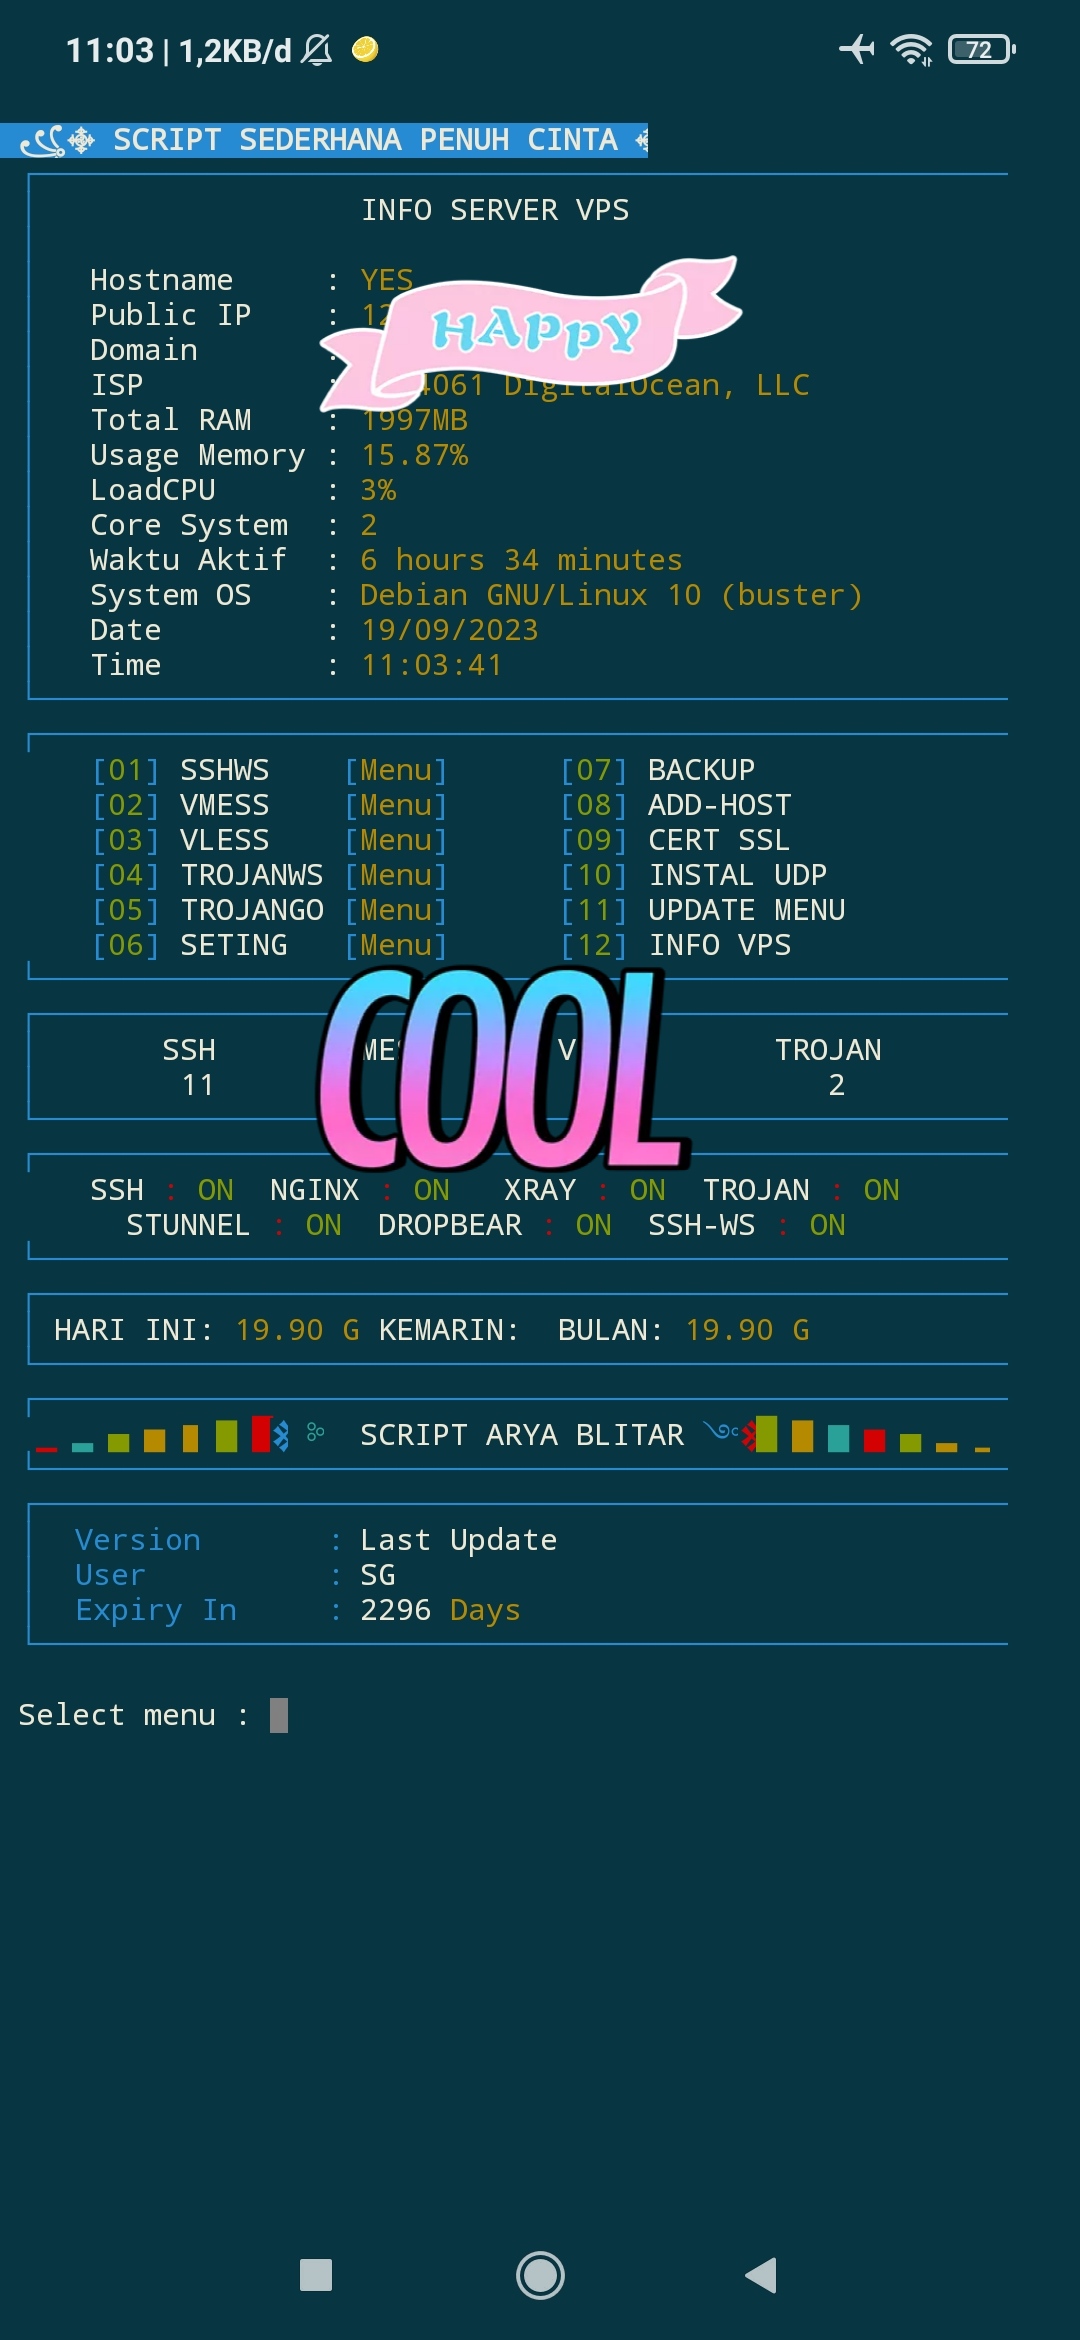 11:03 | 1,2KB/d
72
SCRIPT SEDERHANA PENUH CINTA
INFO SERVER VPS
Hostname : YES
Public IP : 12
HAppY
Domain :
ISP 4061 DigitalOcean, LLC
Total RAM : 1997MB
Usage Memory : 15.87%
LoadCPU : 3%
Core System : 2
Waktu Aktif : 6 hours 34 minutes
System OS : Debian GNU/Linux 10 (buster)
Date : 19/09/2023
Time : 11:03:41
[01] SSHWS [Menu] [07] BACKUP
[02] VMESS [Menu] [08] ADD-HOST
[03] VLESS [Menu] [09] CERT SSL
[04] TROJANWS [Menu] [10] INSTAL UDP
[05] TROJANGO [Menu] [11] UPDATE MENU
[06] SETING [Menu] [12] INFO VPS
COOL
SSH TROJAN
11 2
SSH : ON NGINX : ON XRAY : ON TROJAN : ON
STUNNEL : ON DROPBEAR : ON SSH-WS : ON
HARI INI: 19.90 G KEMARIN: BULAN: 19.90 G
SCRIPT ARYA BLITAR
Version : Last Update
User : SG
Expiry In : 2296 Days
Select menu :